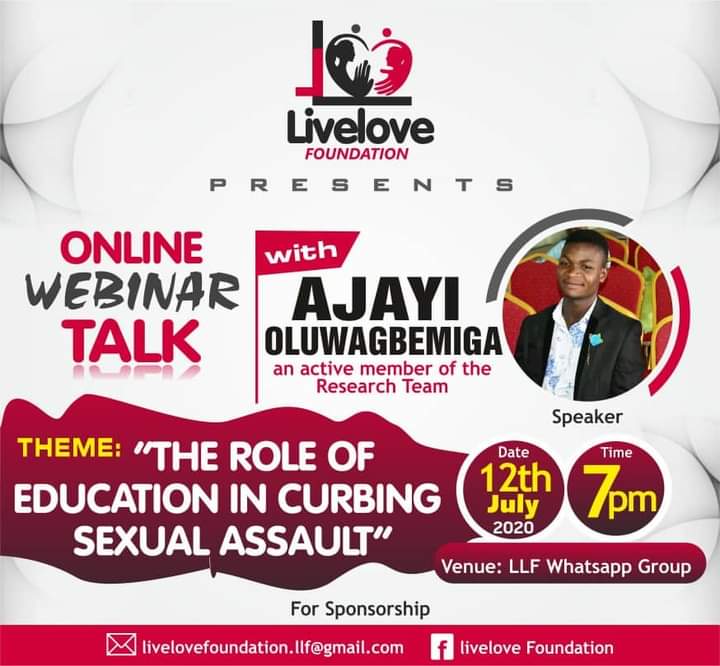 Livelove
FOUNDATION
PRESENTS
ONLINE
WEBINAR
TALK
with
AJAYI
OLUWAGBEMIGA
an active member of the
Research Team
Speaker
THEME: "THE ROLE OF
EDUCATION IN CURBING
SEXUAL ASSAULT"
Date
12th
July
2020
Time
7pm
Venue: LLF Whatsapp Group
For Sponsorship
livelovefoundation.llf@gmail.com
f livelove Foundation